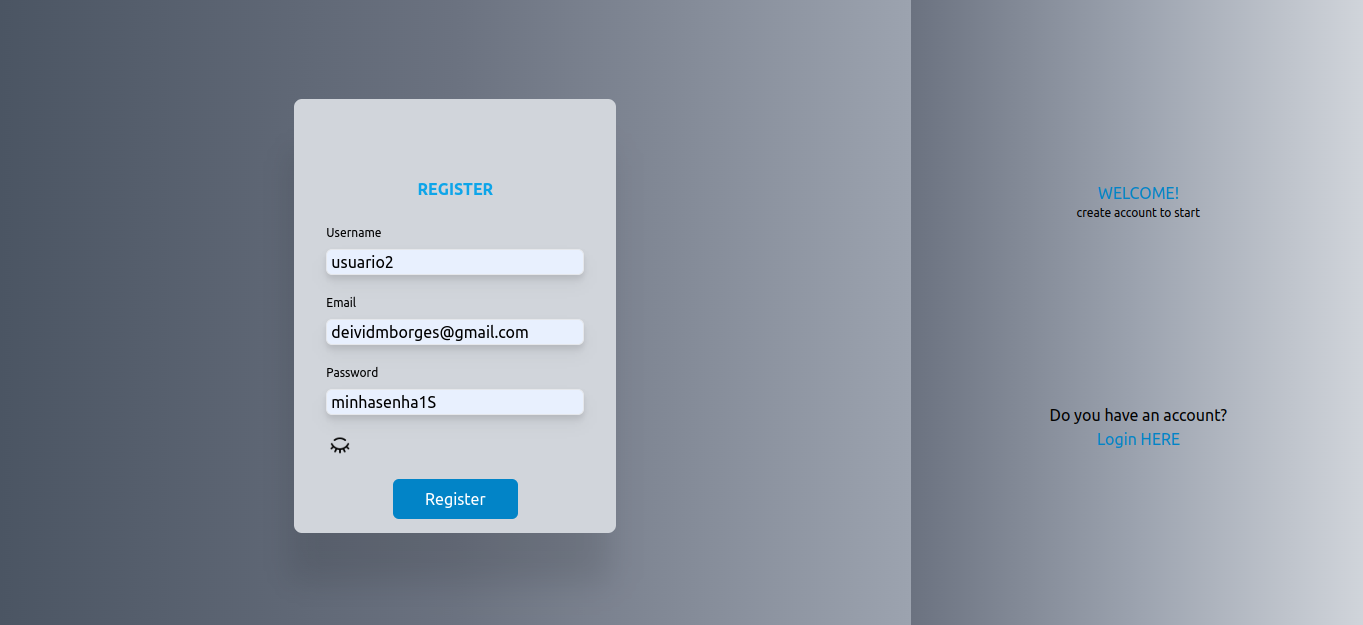 REGISTER
Username
usuario2
Email
deividmborges@gmail.com
Password
minhasenha1S
Register
WELCOME!
create account to start
Do you have an account?
Login HERE